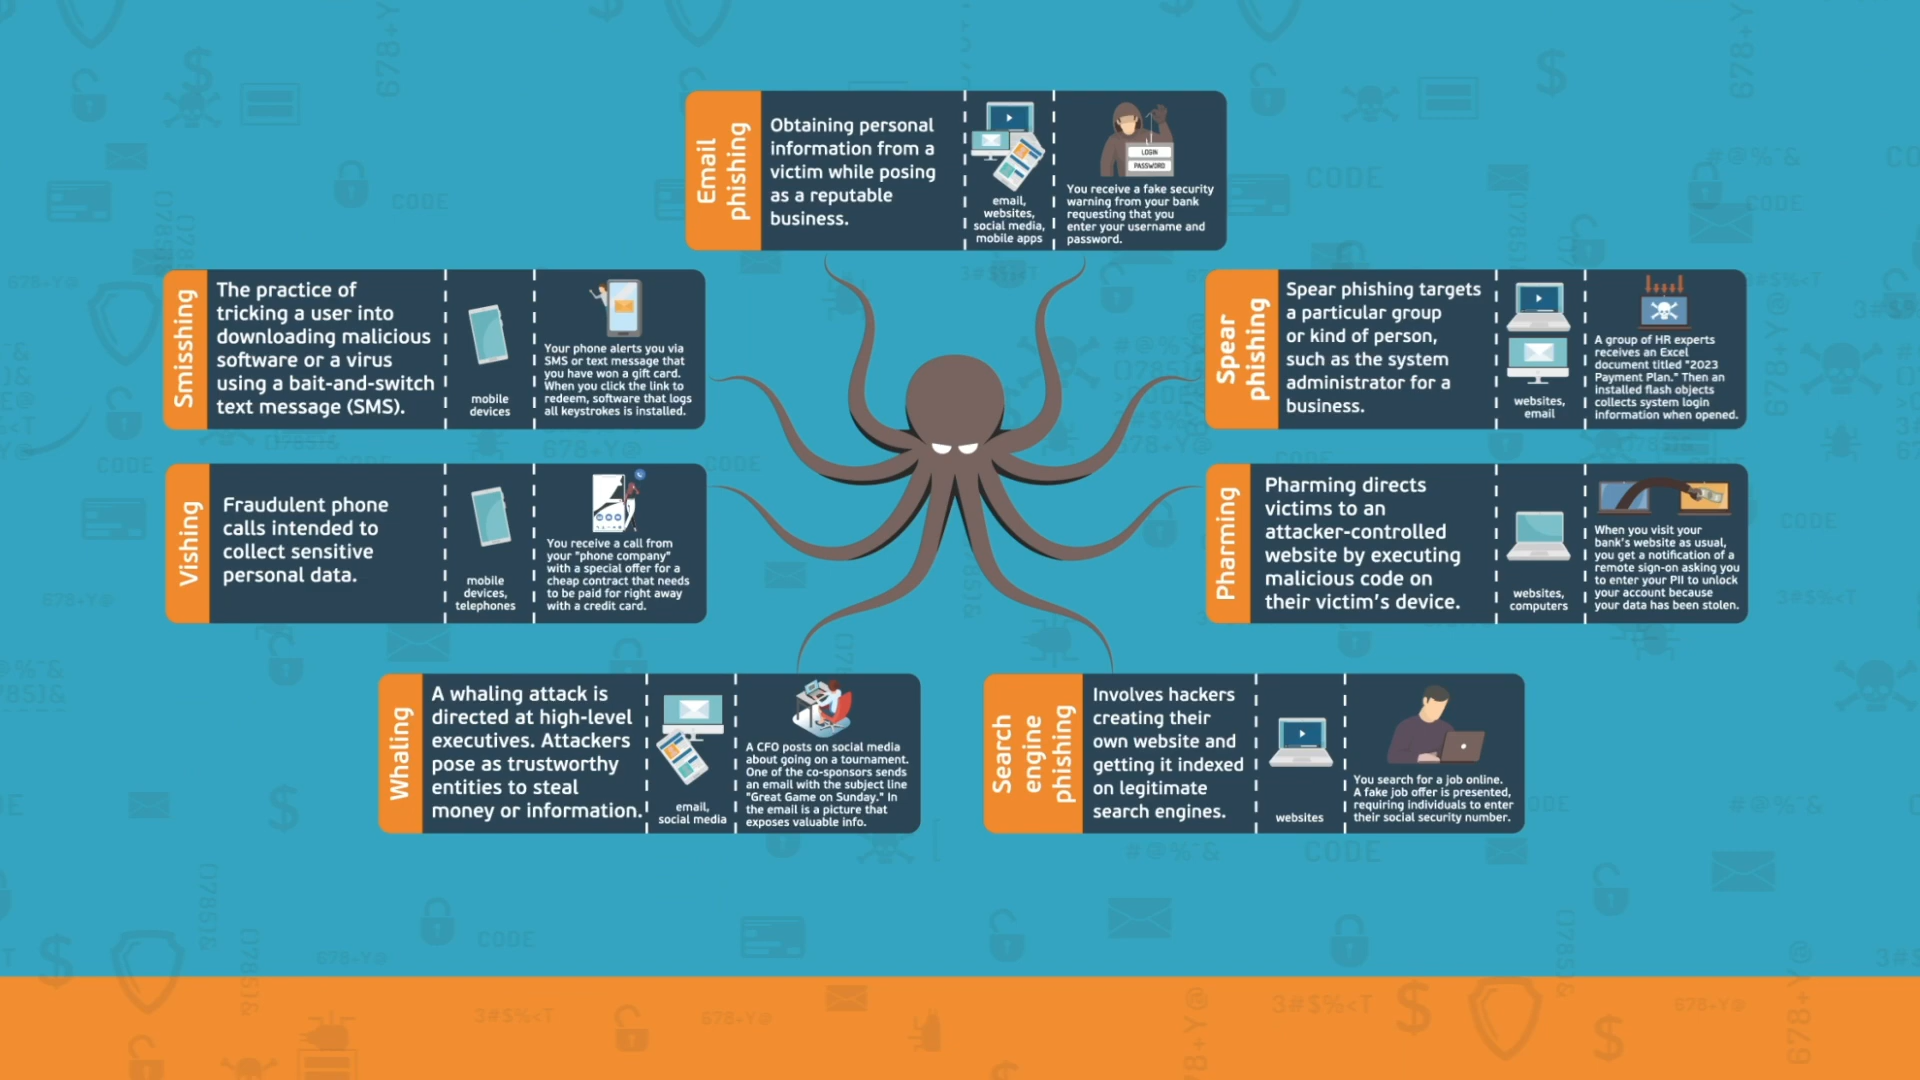 Email
phishing
Obtaining personal
information from a
victim while posing
as a reputable
business.
email,
websites,
social media,
mobile apps
LOGIN
PASSWORD
You receive a fake security
warning from your bank
requesting that you
enter your username and
password.
Smisshing
The practice of
tricking a user into
downloading malicious
software or a virus
using a bait-and-switch
text message (SMS).
mobile
devices
Your phone alerts you via
SMS or text message that
you have won a gift card.
When you click the link to
redeem, software that logs
all keystrokes is installed.
Spear
phishing
Spear phishing targets
a particular group
or kind of person,
such as the system
administrator for a
business.
websites,
email
A group of HR experts
receives an Excel
document titled "2023
Payment Plan." Then an
installed flash objects
collects system login
information when opened.
Vishing
Fraudulent phone
calls intended to
collect sensitive
personal data.
mobile
devices,
telephones
You receive a call from
your "phone company"
with a special offer for a
cheap contract that needs
to be paid for right away
with a credit card.
Pharming
Pharming directs
victims to an
attacker-controlled
website by executing
malicious code on
their victim's device.
websites,
computers
When you visit your
bank's website as usual,
you get a notification of a
remote sign-on asking you
to enter your PII to unlock
your account because
your data has been stolen.
Whaling
A whaling attack is
directed at high-level
executives. Attackers
pose as trustworthy
entities to steal
money or information.
email,
social media
A CFO posts on social media
about going on a tournament.
One of the co-sponsors sends
an email with the subject line
"Great Game on Sunday." In
the email is a picture that
exposes valuable info.
Search
engine
phishing
Involves hackers
creating their
own website and
getting it indexed
on legitimate
search engines.
websites
You search for a job online.
A fake job offer is presented,
requiring individuals to enter
their social security number.
CODE
CODE
CODE
CODE
CODE
CODE
CODE
678+Y@
3#$%<T
678+Y@
3#$%<T
678+Y@